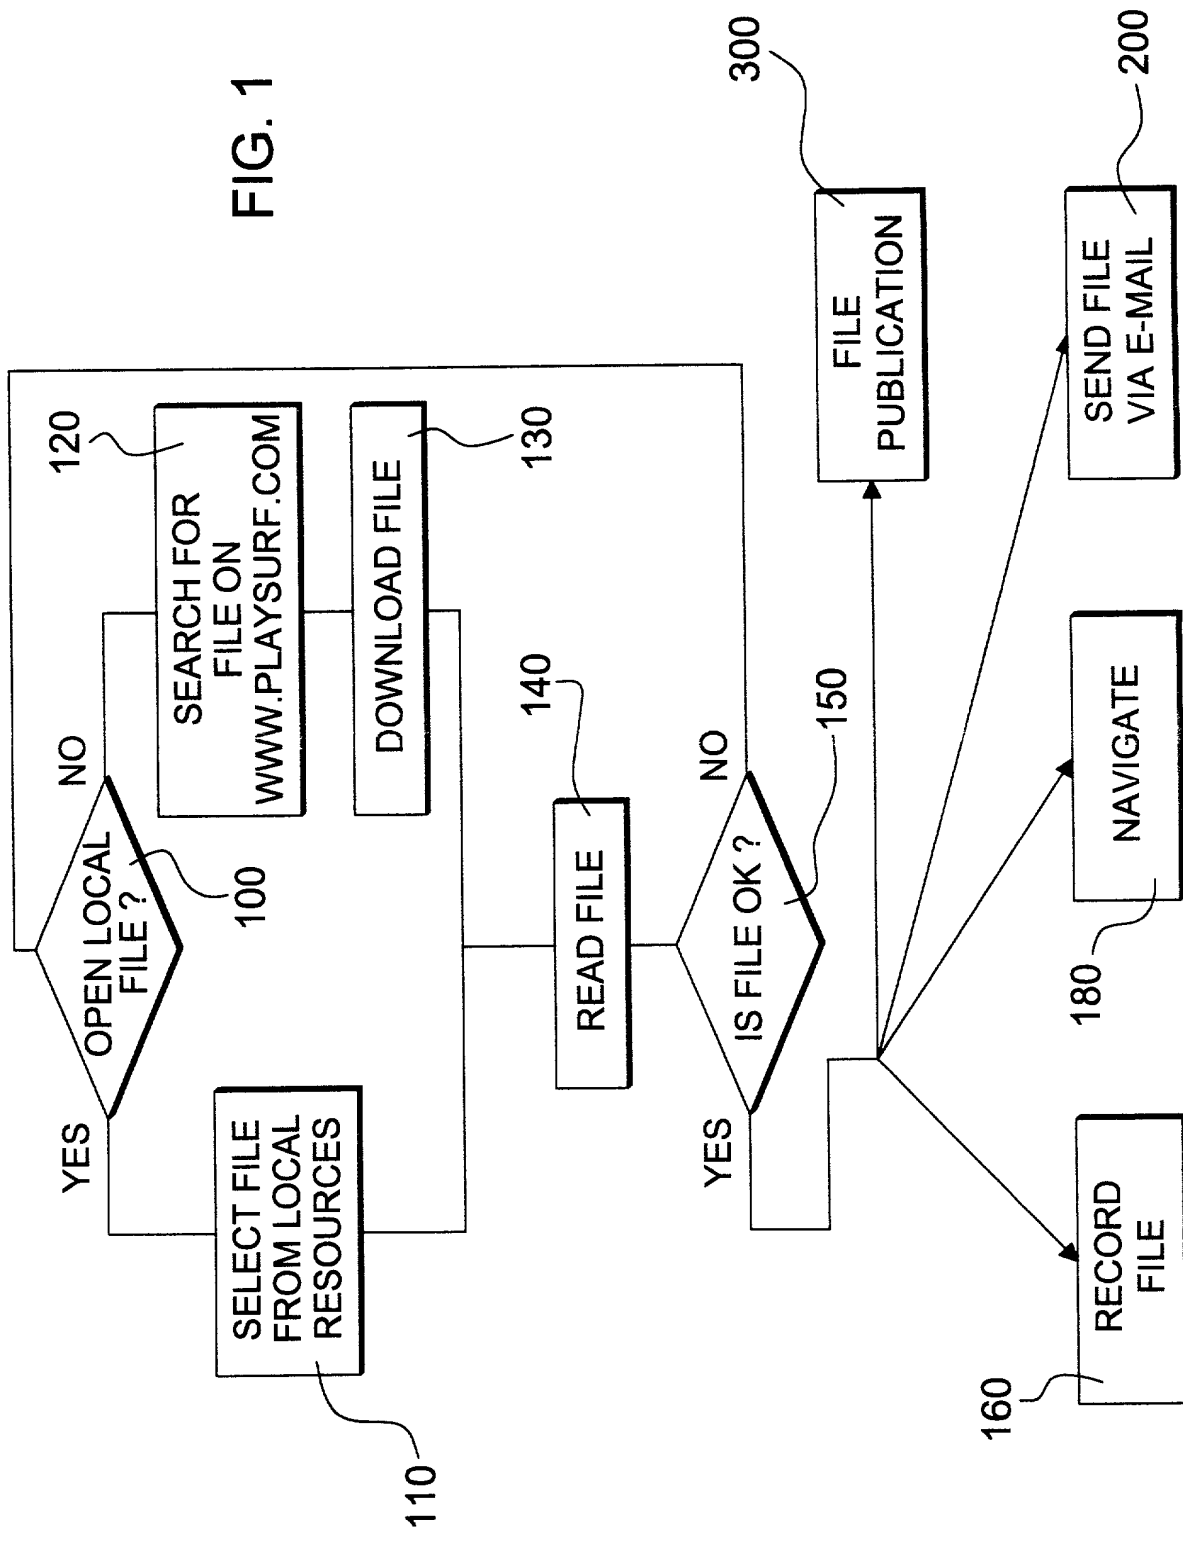 FIG. 1
OPEN LOCAL
FILE ?
100
YES
NO
SELECT FILE
FROM LOCAL
RESOURCES
110
SEARCH FOR
FILE ON
WWW.PLAYSURF.COM
120
DOWNLOAD FILE
130
READ FILE
140
IS FILE OK ?
150
YES
NO
FILE
PUBLICATION
300
RECORD
FILE
160
NAVIGATE
180
SEND FILE
VIA E-MAIL
200